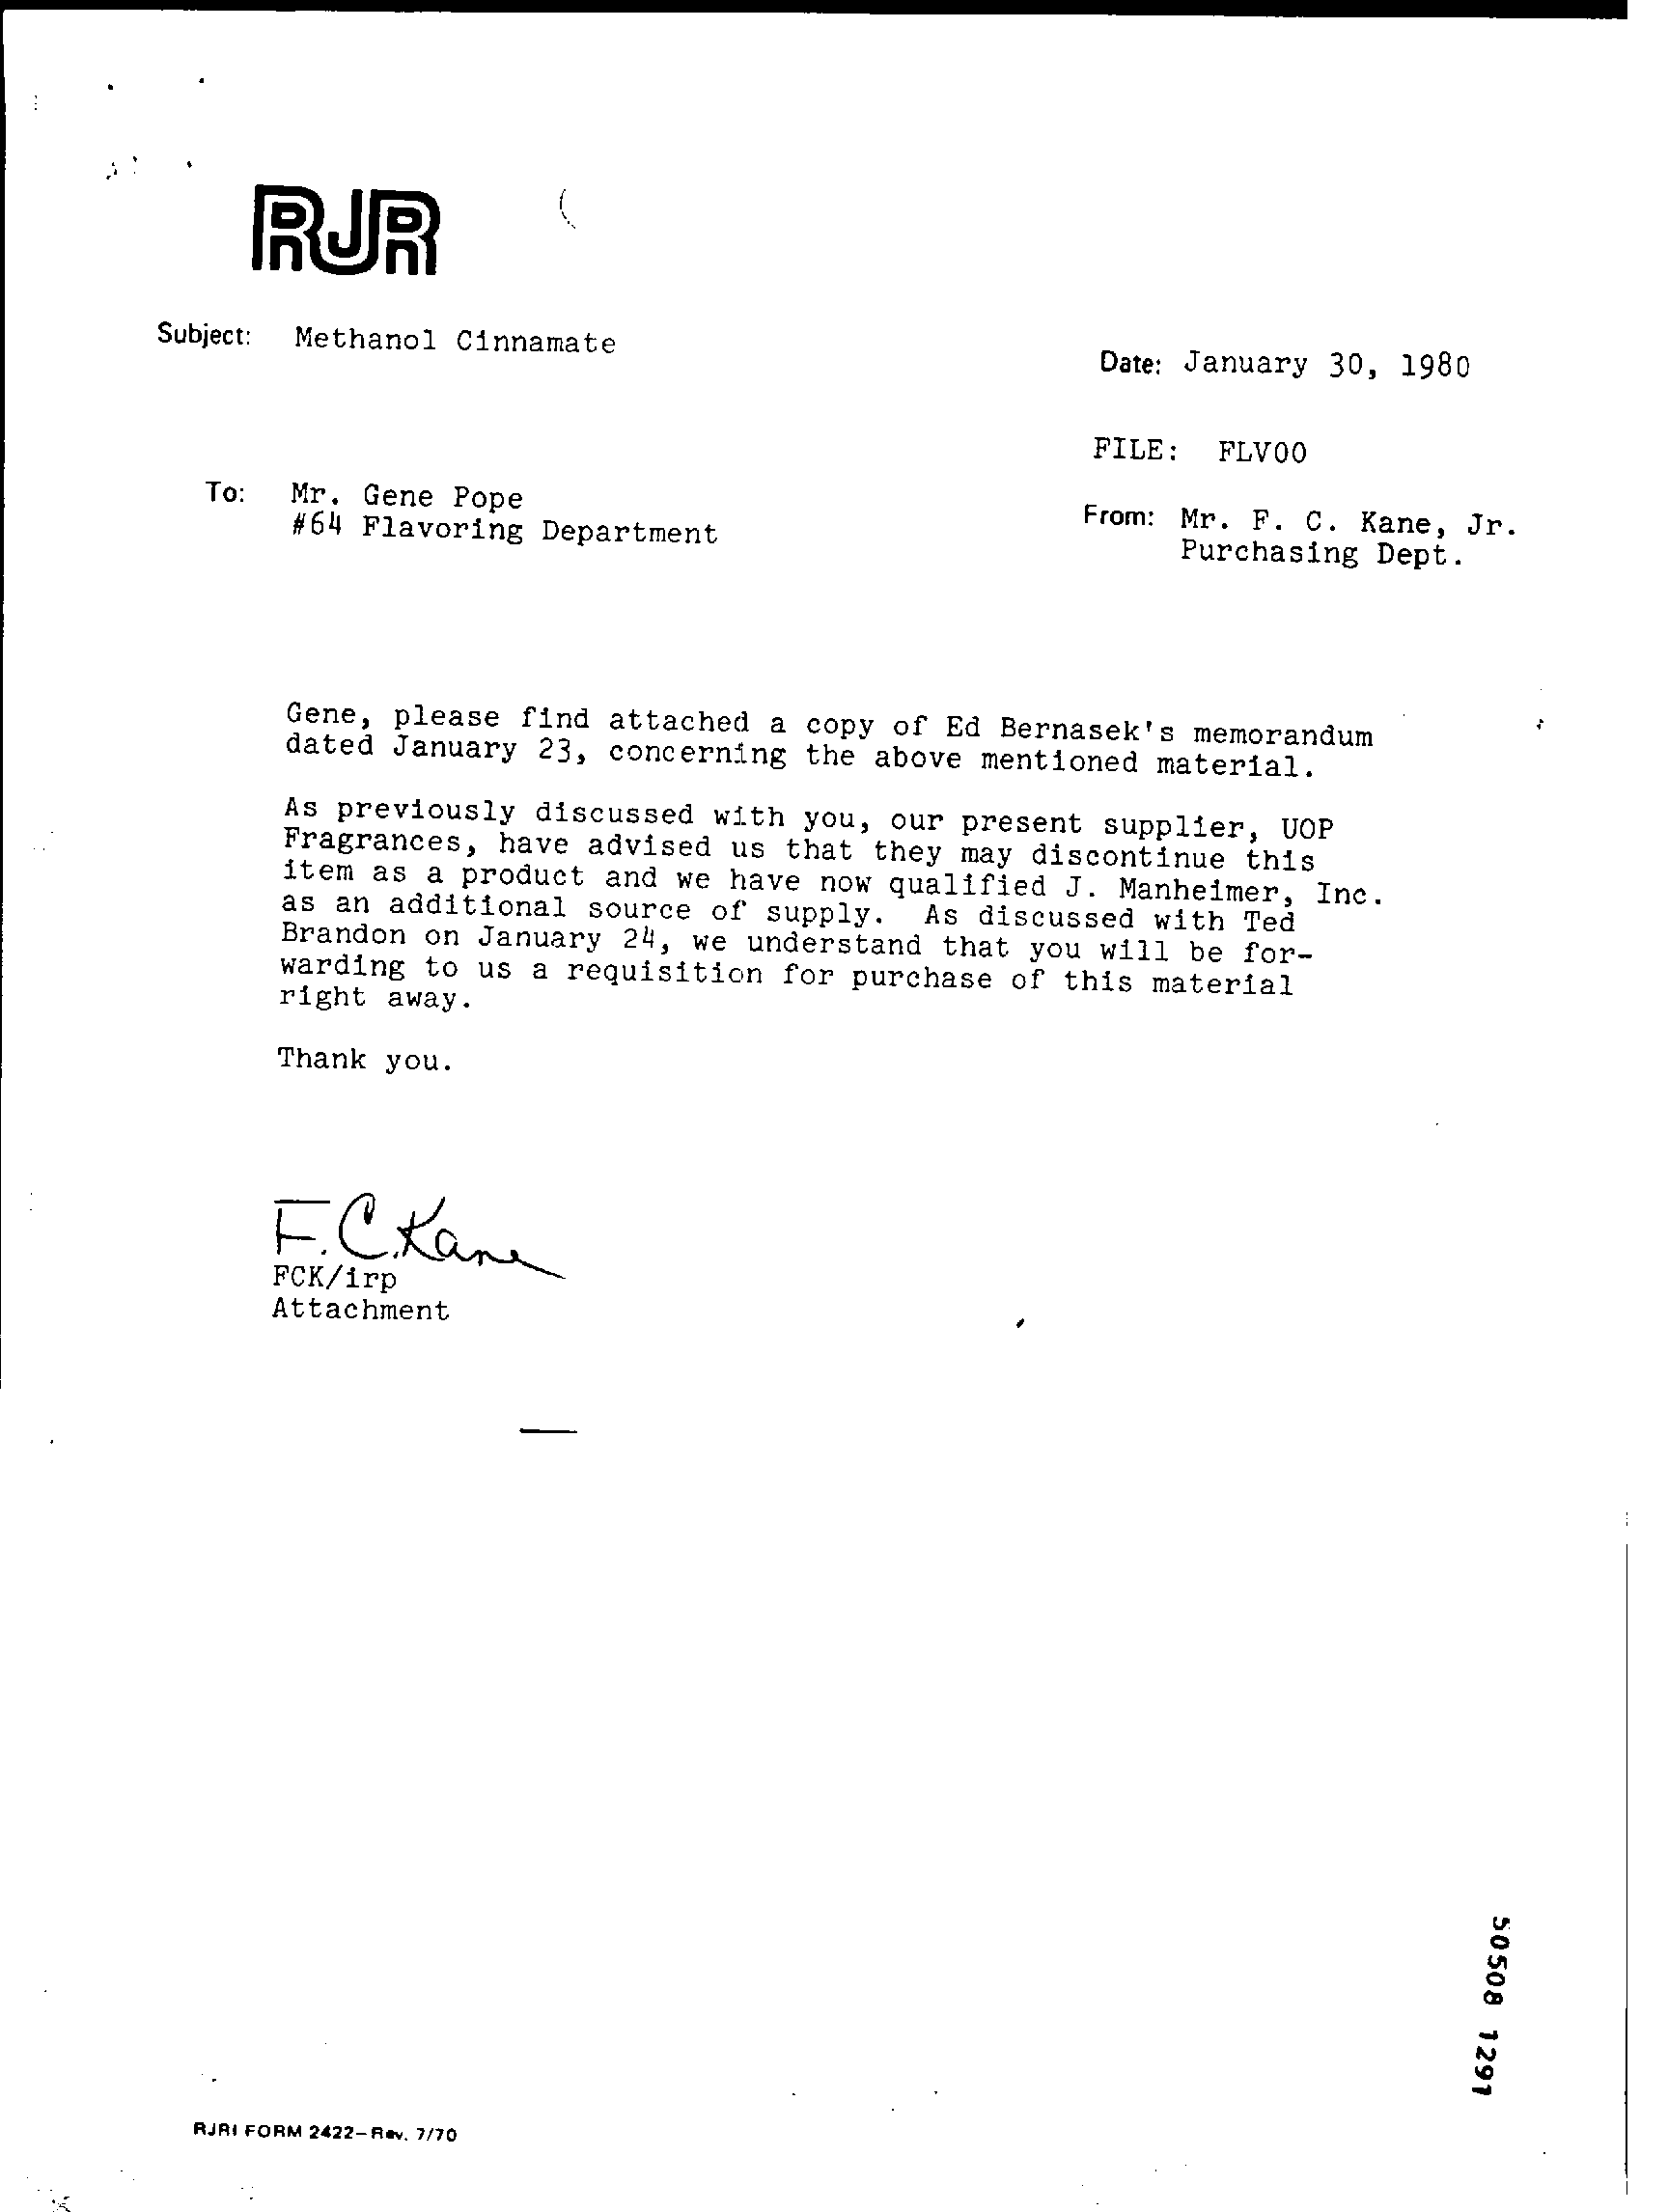 RJR
Subject: Methanol Cinnamate
Date: January 30, 1980
FILE: FLV00
To: Mr. Gene Pope
#64 Flavoring Department
From: Mr. F. C. Kane, Jr.
Purchasing Dept.
Gene, please find attached a copy of Ed Bernasek's memorandum
dated January 23, concerning the above mentioned material.
As previously discussed with you, our present supplier, UOP
Fragrances, have advised us that they may discontinue this
item as a product and we have now qualified J. Manheimer, Inc.
as an additional source of supply. As discussed with Ted
Brandon on January 24, we understand that you will be for-
warding to us a requisition for purchase of this material
right away.
Thank you.
F.C. Kane
FCK/irp
Attachment
50508 1291
RJRI FORM 2422-Rev. 7/70